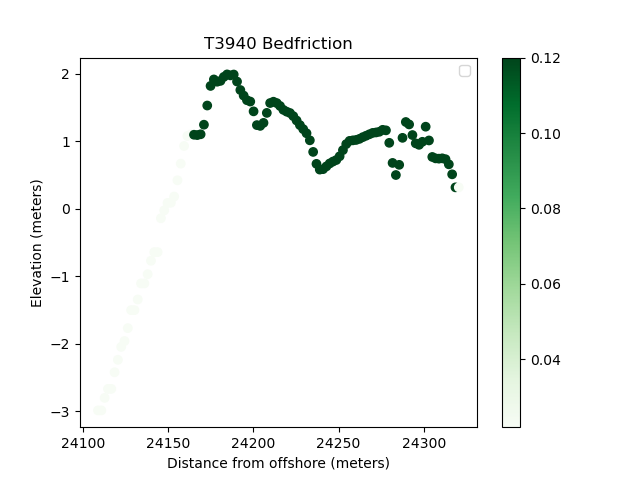 T3940 Bedfriction
2
1
0
−1
−2
−3
Elevation (meters)
24100 24150 24200 24250 24300
Distance from offshore (meters)
0.12
0.10
0.08
0.06
0.04